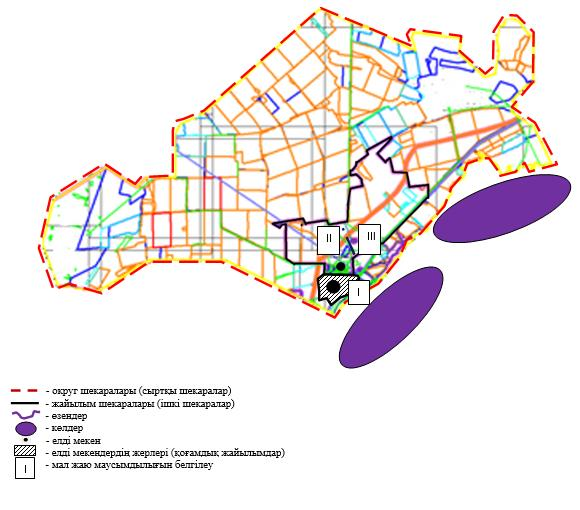 II
III
I
- округ шекаралары (сыртқы шекаралар)
- жайылым шекаралары (ішкі шекаралар)
- өзендер
- көлдер
- елді мекен
- елді мекендердің жерлері (қоғамдық жайылымдар)
I - мал жаю маусымдылығын белгілеу